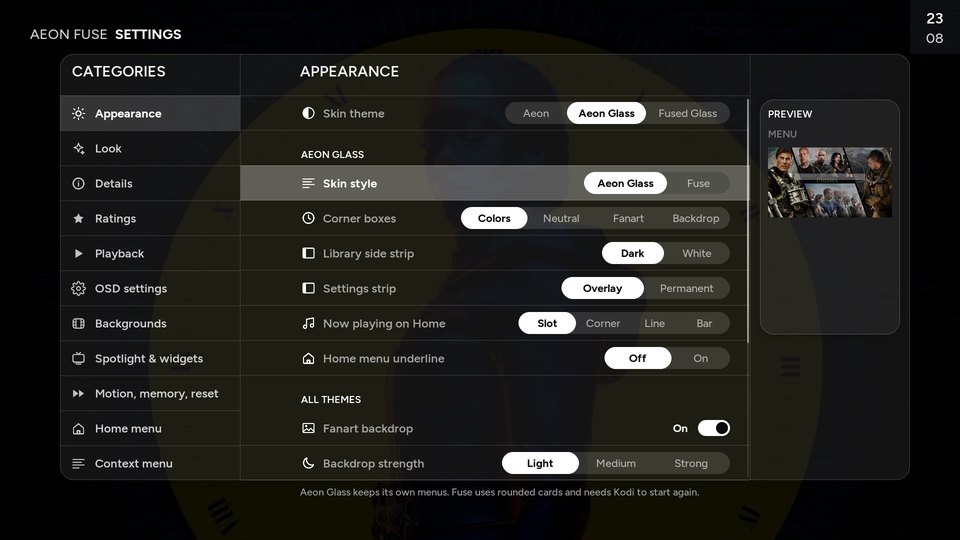 AEON FUSE SETTINGS
23
08
CATEGORIES
Appearance
Look
Details
Ratings
Playback
OSD settings
Backgrounds
Spotlight & widgets
Motion, memory, reset
Home menu
Context menu
APPEARANCE
Skin theme Aeon Aeon Glass Fused Glass
AEON GLASS
Skin style Aeon Glass Fuse
Corner boxes Colors Neutral Fanart Backdrop
Library side strip Dark White
Settings strip Overlay Permanent
Now playing on Home Slot Corner Line Bar
Home menu underline Off On
ALL THEMES
Fanart backdrop On
Backdrop strength Light Medium Strong
Aeon Glass keeps its own menus. Fuse uses rounded cards and needs Kodi to start again.
PREVIEW
MENU